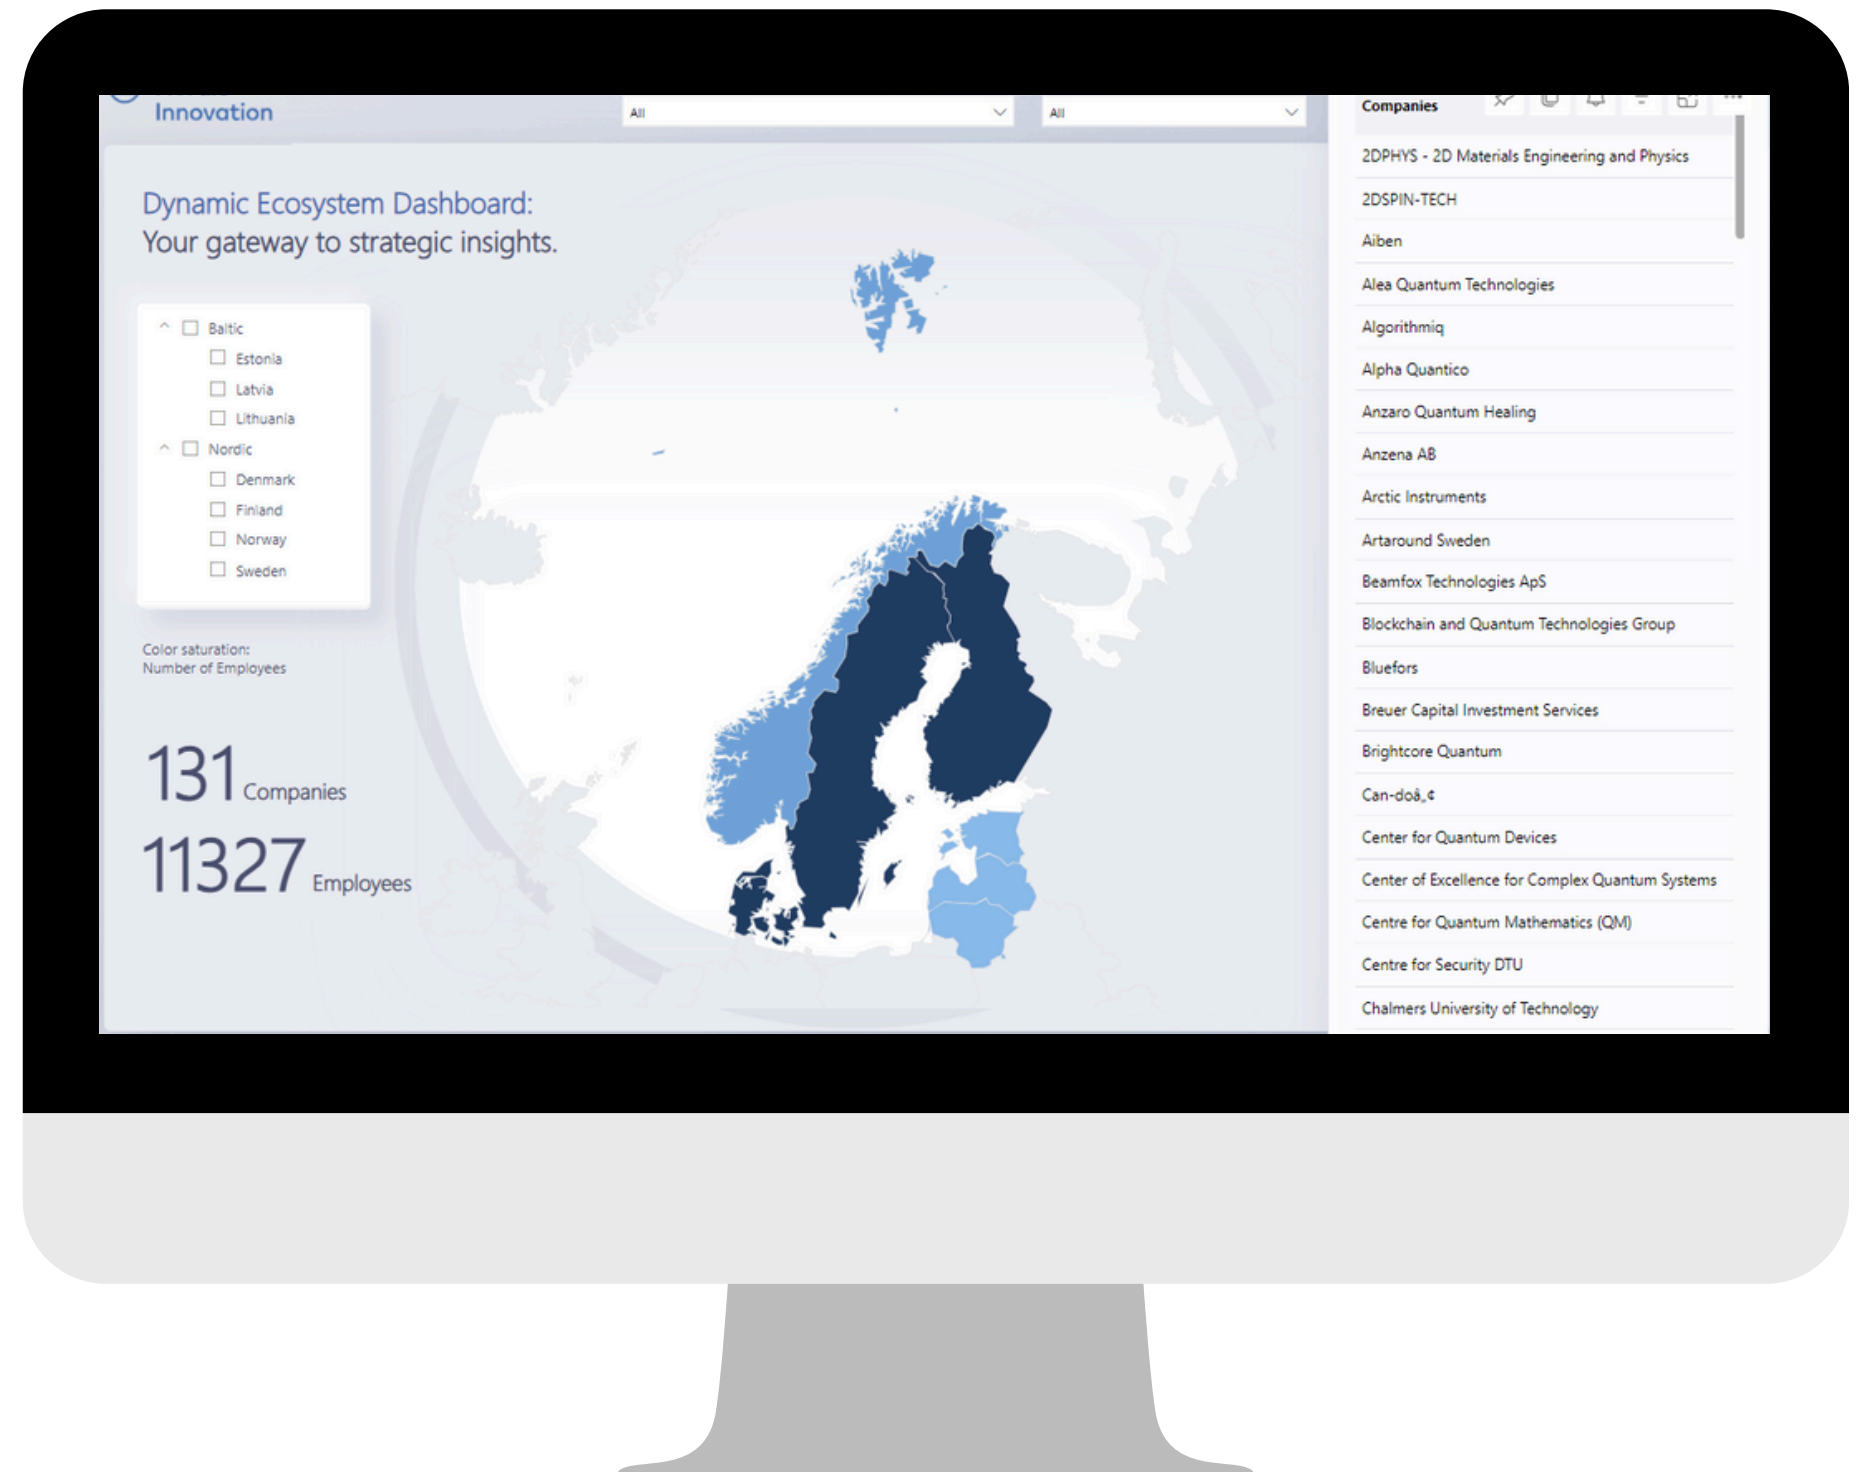 Innovation
All
All
Dynamic Ecosystem Dashboard:
Your gateway to strategic insights.
Baltic
Estonia
Latvia
Lithuania
Nordic
Denmark
Finland
Norway
Sweden
Color saturation:
Number of Employees
131 Companies
11327 Employees
Companies
2DPHYS - 2D Materials Engineering and Physics
2DSPIN-TECH
Aiben
Alea Quantum Technologies
Algorithmiq
Alpha Quantico
Anzaro Quantum Healing
Anzena AB
Arctic Instruments
Artaround Sweden
Beamfox Technologies ApS
Blockchain and Quantum Technologies Group
Bluefors
Breuer Capital Investment Services
Brightcore Quantum
Can-doâ„¢
Center for Quantum Devices
Center of Excellence for Complex Quantum Systems
Centre for Quantum Mathematics (QM)
Centre for Security DTU
Chalmers University of Technology